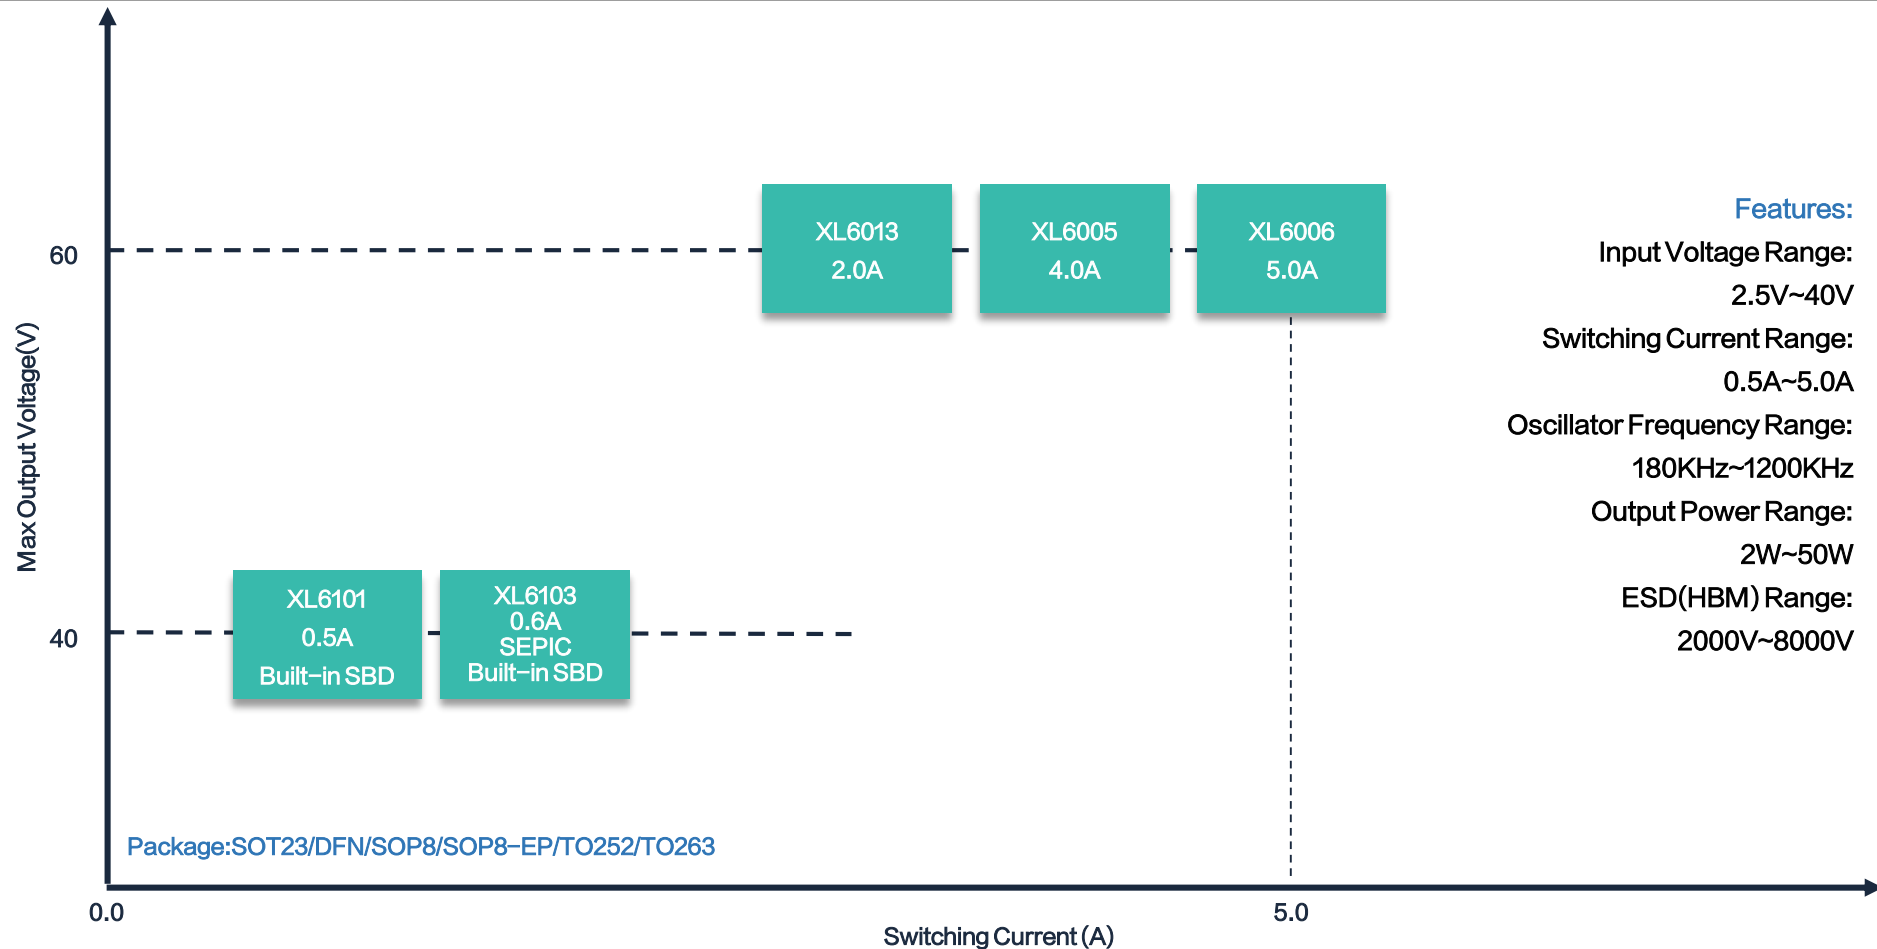 Max Output Voltage(V)
60
XL6013
2.0A
XL6005
4.0A
XL6006
5.0A
40
XL6101
0.5A
Built-in SBD
XL6103
0.6A
SEPIC
Built-in SBD
Features:
Input Voltage Range:
2.5V~40V
Switching Current Range:
0.5A~5.0A
Oscillator Frequency Range:
180KHz~1200KHz
Output Power Range:
2W~50W
ESD(HBM) Range:
2000V~8000V
Package:SOT23/DFN/SOP8/SOP8-EP/TO252/TO263
0.0
5.0
Switching Current (A)